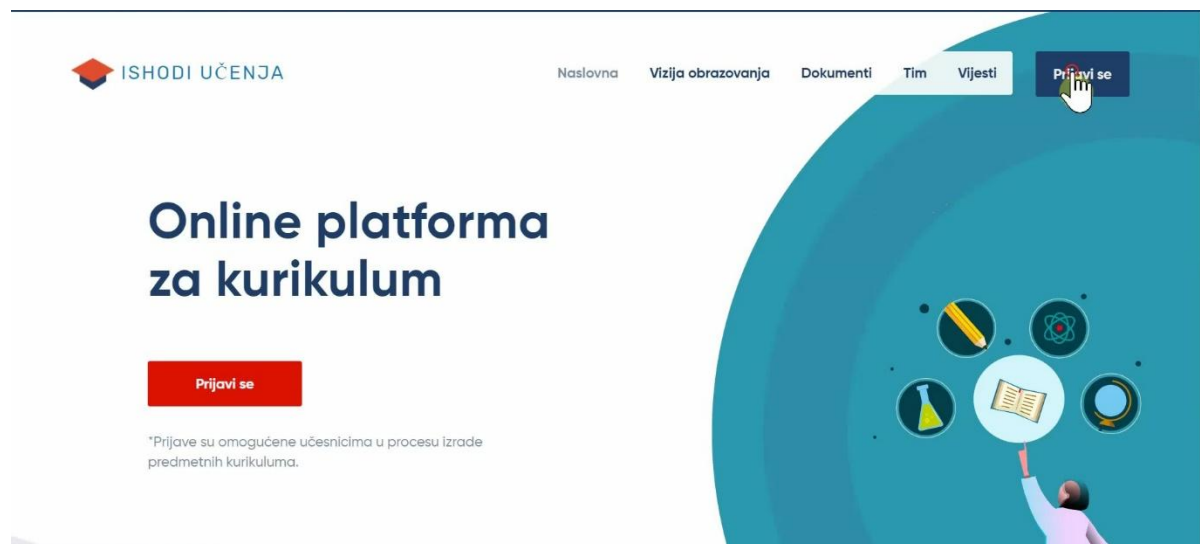 ISHODI UČENJA
Naslovna Vizija obrazovanja Dokumenti Tim Vijesti Prijavi se
Online platforma
za kurikulum
Prijavi se
*Prijave su omogućene učesnicima u procesu izrade
predmetnih kurikuluma.